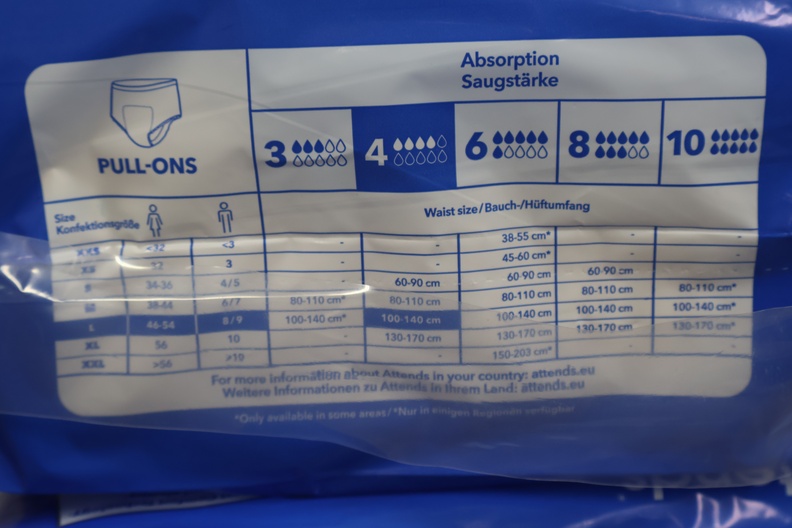 Absorption
Saugstärke
PULL-ONS
3 4 6 8 10
Size
Konfektionsgröße
Waist size/Bauch-/Hüftumfang
XXS <32 <3 - - 38-55 cm* - -
XS 32 3 - - 45-60 cm* - -
S 34-36 4/5 - 60-90 cm 60-90 cm 60-90 cm -
M 38-44 6/7 80-110 cm* 80-110 cm 80-110 cm 80-110 cm 80-110 cm*
L 46-54 8/9 100-140 cm* 100-140 cm 100-140 cm 100-140 cm 100-140 cm*
XL 56 10 - 130-170 cm 130-170 cm 130-170 cm 130-170 cm*
XXL >56 >10 - - 150-203 cm* - -
For more information about Attends in your country: attends.eu
Weitere Informationen zu Attends in Ihrem Land: attends.eu
*Only available in some areas/*Nur in einigen Regionen verfügbar